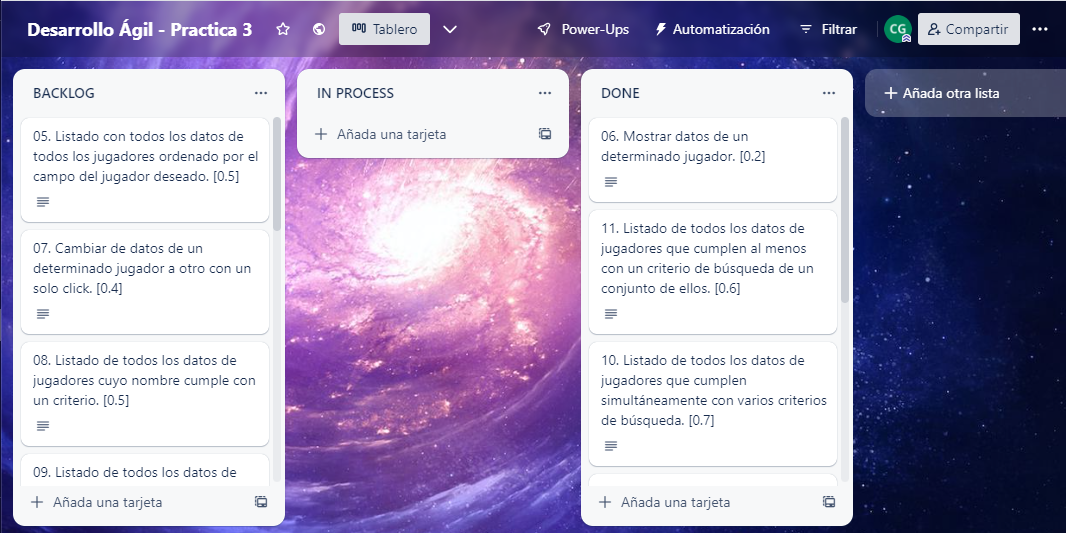 Desarrollo Ágil - Practica 3
Tablero
Power-Ups
Automatización
Filtrar
CG
Compartir
BACKLOG
05. Listado con todos los datos de
todos los jugadores ordenado por el
campo del jugador deseado. [0.5]
07. Cambiar de datos de un
determinado jugador a otro con un
solo click. [0.4]
08. Listado de todos los datos de
jugadores cuyo nombre cumple con
un criterio. [0.5]
09. Listado de todos los datos de
Añada una tarjeta
IN PROCESS
Añada una tarjeta
DONE
06. Mostrar datos de un
determinado jugador. [0.2]
11. Listado de todos los datos de
jugadores que cumplen al menos
con un criterio de búsqueda de un
conjunto de ellos. [0.6]
10. Listado de todos los datos de
jugadores que cumplen
simultáneamente con varios criterios
de búsqueda. [0.7]
Añada una tarjeta
Añada otra lista